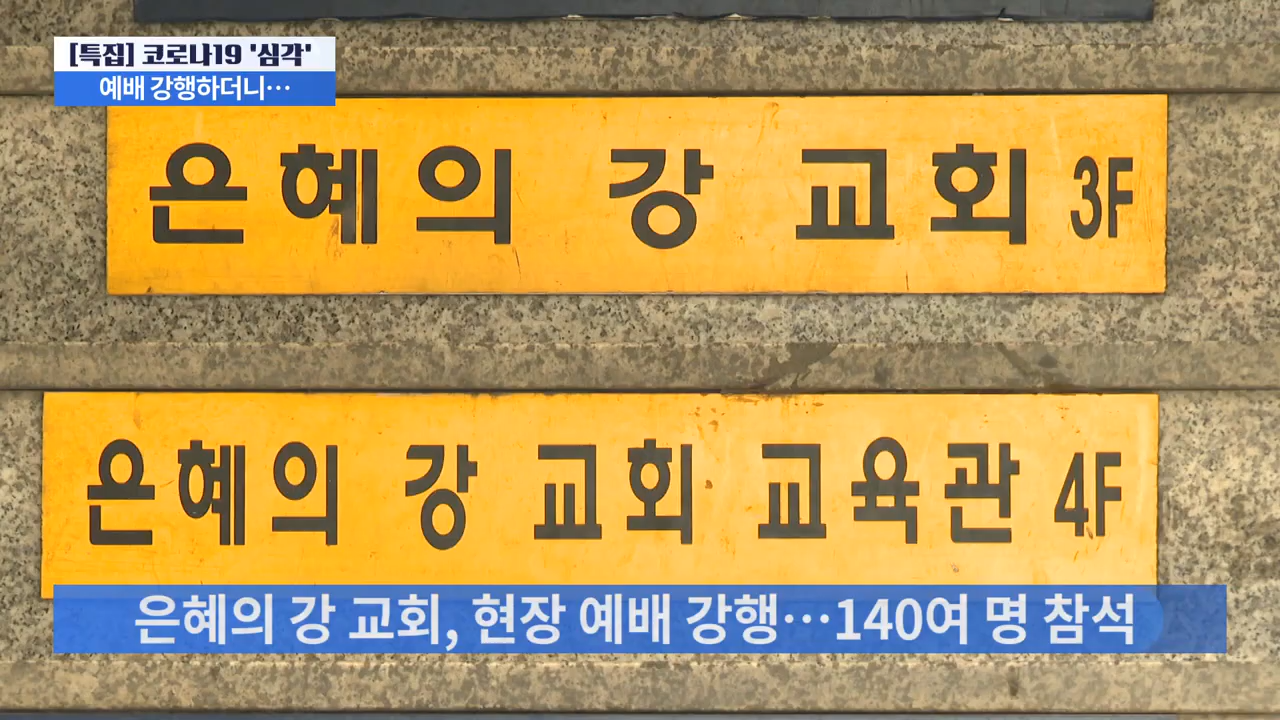 [특집] 코로나19 '심각'
예배 강행하더니…
은혜의 강 교회 3F
은혜의 강 교회 교육관 4F
은혜의 강 교회, 현장 예배 강행…140여 명 참석